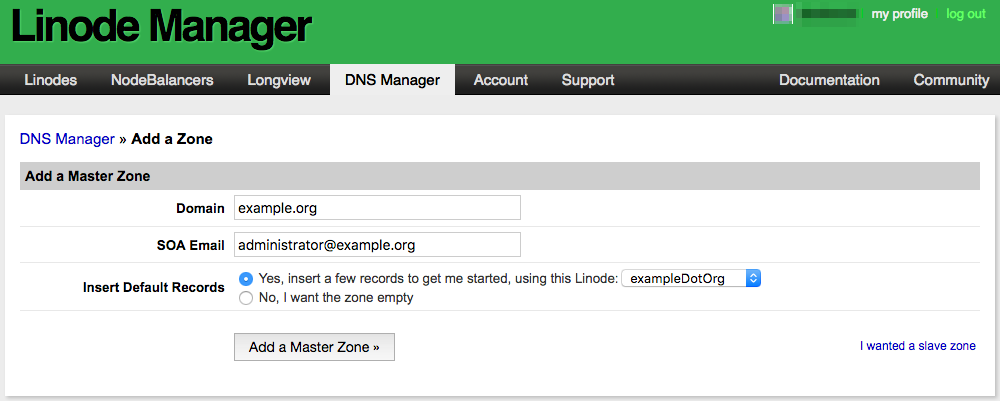 Linode Manager
my profile log out
Linodes NodeBalancers Longview DNS Manager Account Support Documentation Community
DNS Manager » Add a Zone
Add a Master Zone
Domain example.org
SOA Email administrator@example.org
Insert Default Records Yes, insert a few records to get me started, using this Linode: exampleDotOrg
No, I want the zone empty
Add a Master Zone » I wanted a slave zone